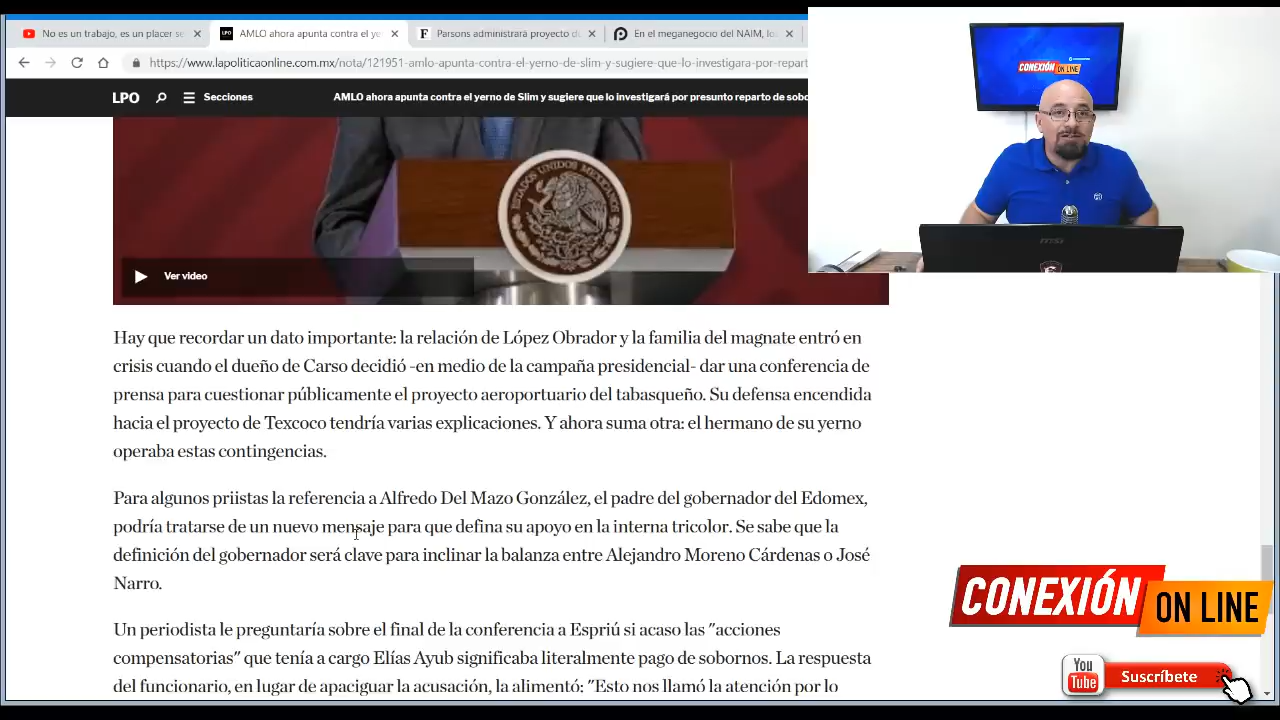 No es un trabajo, es un placer se
AMLO ahora apunta contra el ye
Parsons administrará proyecto d
En el meganegocio del NAIM, lo
https://www.lapoliticaonline.com.mx/nota/121951-amlo-apunta-contra-el-yerno-de-slim-y-sugiere-que-lo-investigara-por-repart
LPO
Secciones
AMLO ahora apunta contra el yerno de Slim y sugiere que lo investigará por presunto reparto de sobo
CONEXIÓN
ON LINE
msi
ESTADOS UNIDOS MEXICANOS
Ver video
Hay que recordar un dato importante: la relación de López Obrador y la familia del magnate entró en
crisis cuando el dueño de Carso decidió -en medio de la campaña presidencial- dar una conferencia de
prensa para cuestionar públicamente el proyecto aeroportuario del tabasqueño. Su defensa encendida
hacia el proyecto de Texcoco tendría varias explicaciones. Y ahora suma otra: el hermano de su yerno
operaba estas contingencias.
Para algunos priistas la referencia a Alfredo Del Mazo González, el padre del gobernador del Edomex,
podría tratarse de un nuevo mensaje para que defina su apoyo en la interna tricolor. Se sabe que la
definición del gobernador será clave para inclinar la balanza entre Alejandro Moreno Cárdenas o José
Narro.
Un periodista le preguntaría sobre el final de la conferencia a Espriú si acaso las "acciones
compensatorias" que tenía a cargo Elías Ayub significaba literalmente pago de sobornos. La respuesta
del funcionario, en lugar de apaciguar la acusación, la alimentó: "Esto nos llamó la atención por lo
CONEXIÓN
ON LINE
You
Tube
Suscríbete